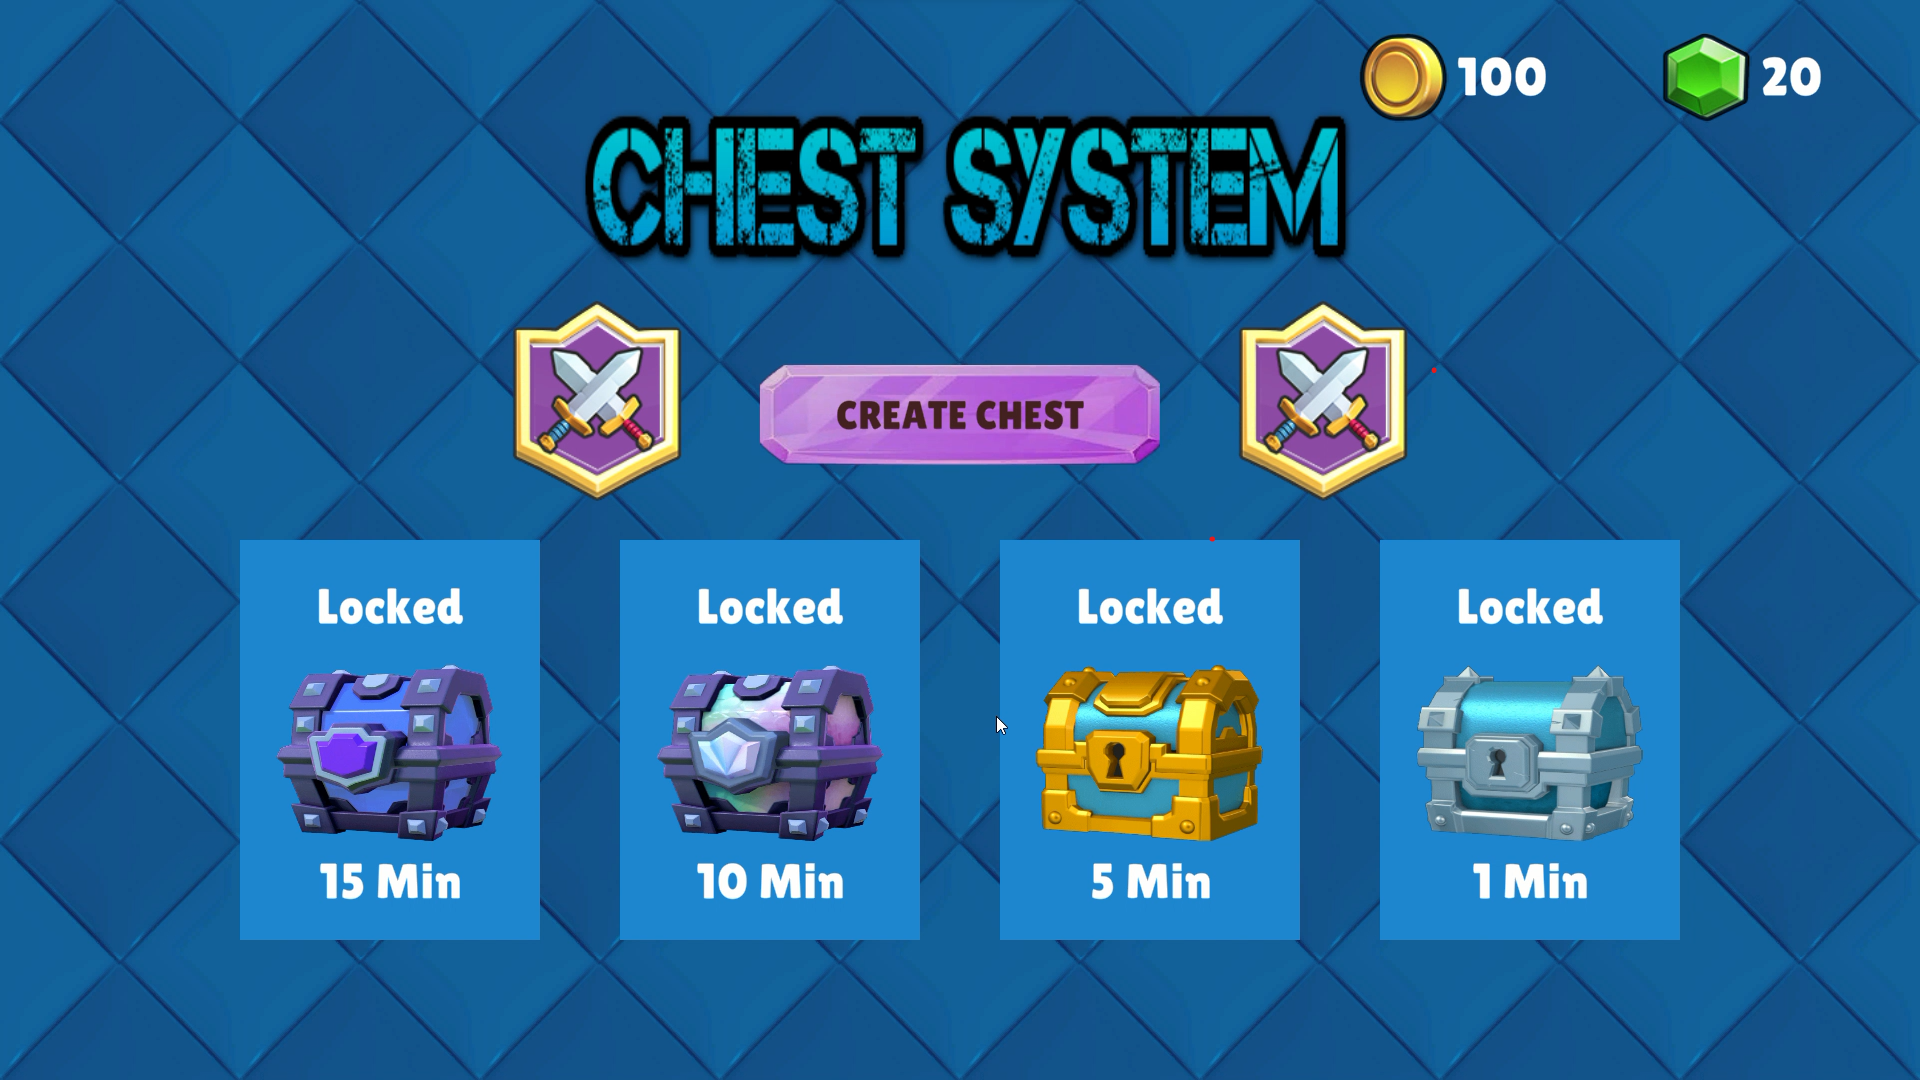 100
20
CHEST SYSTEM
CREATE CHEST
Locked
Locked
Locked
Locked
15 Min
10 Min
5 Min
1 Min